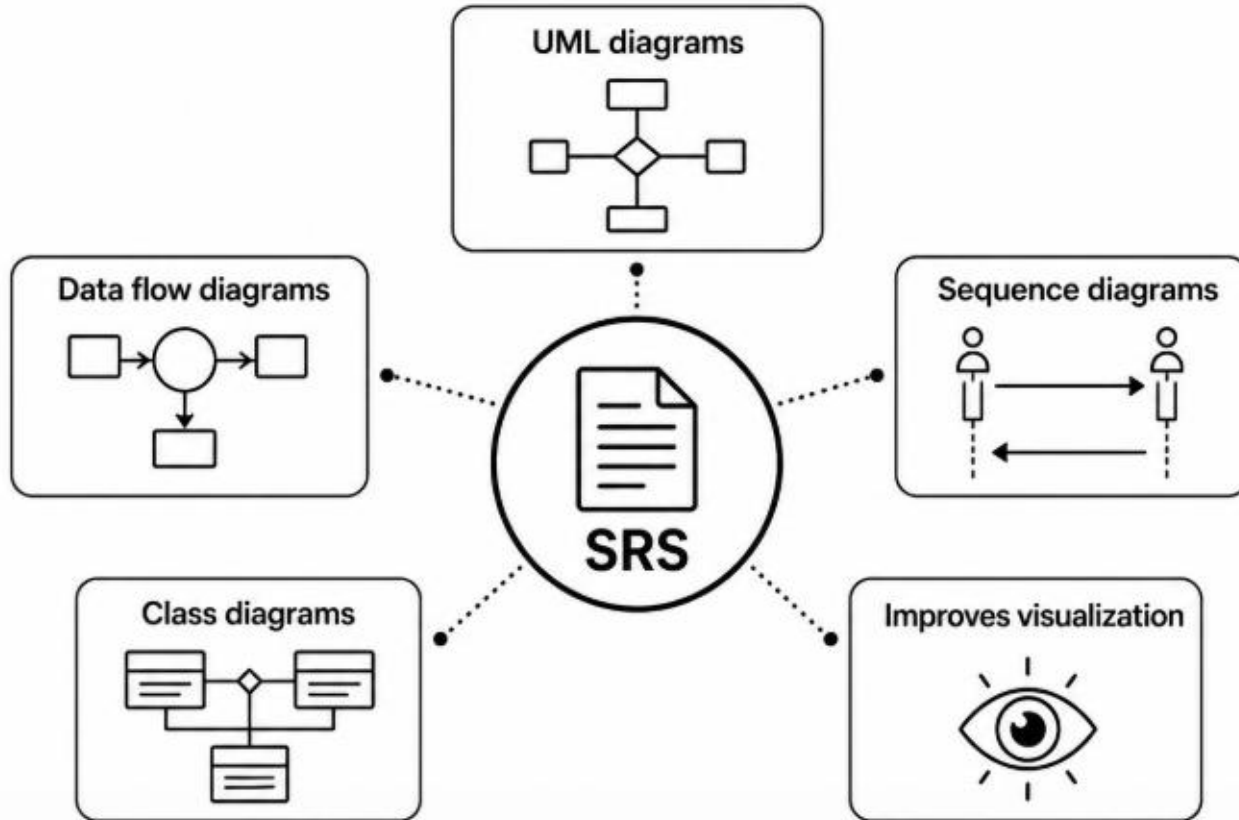 UML diagrams
Data flow diagrams
Sequence diagrams
SRS
Class diagrams
Improves visualization